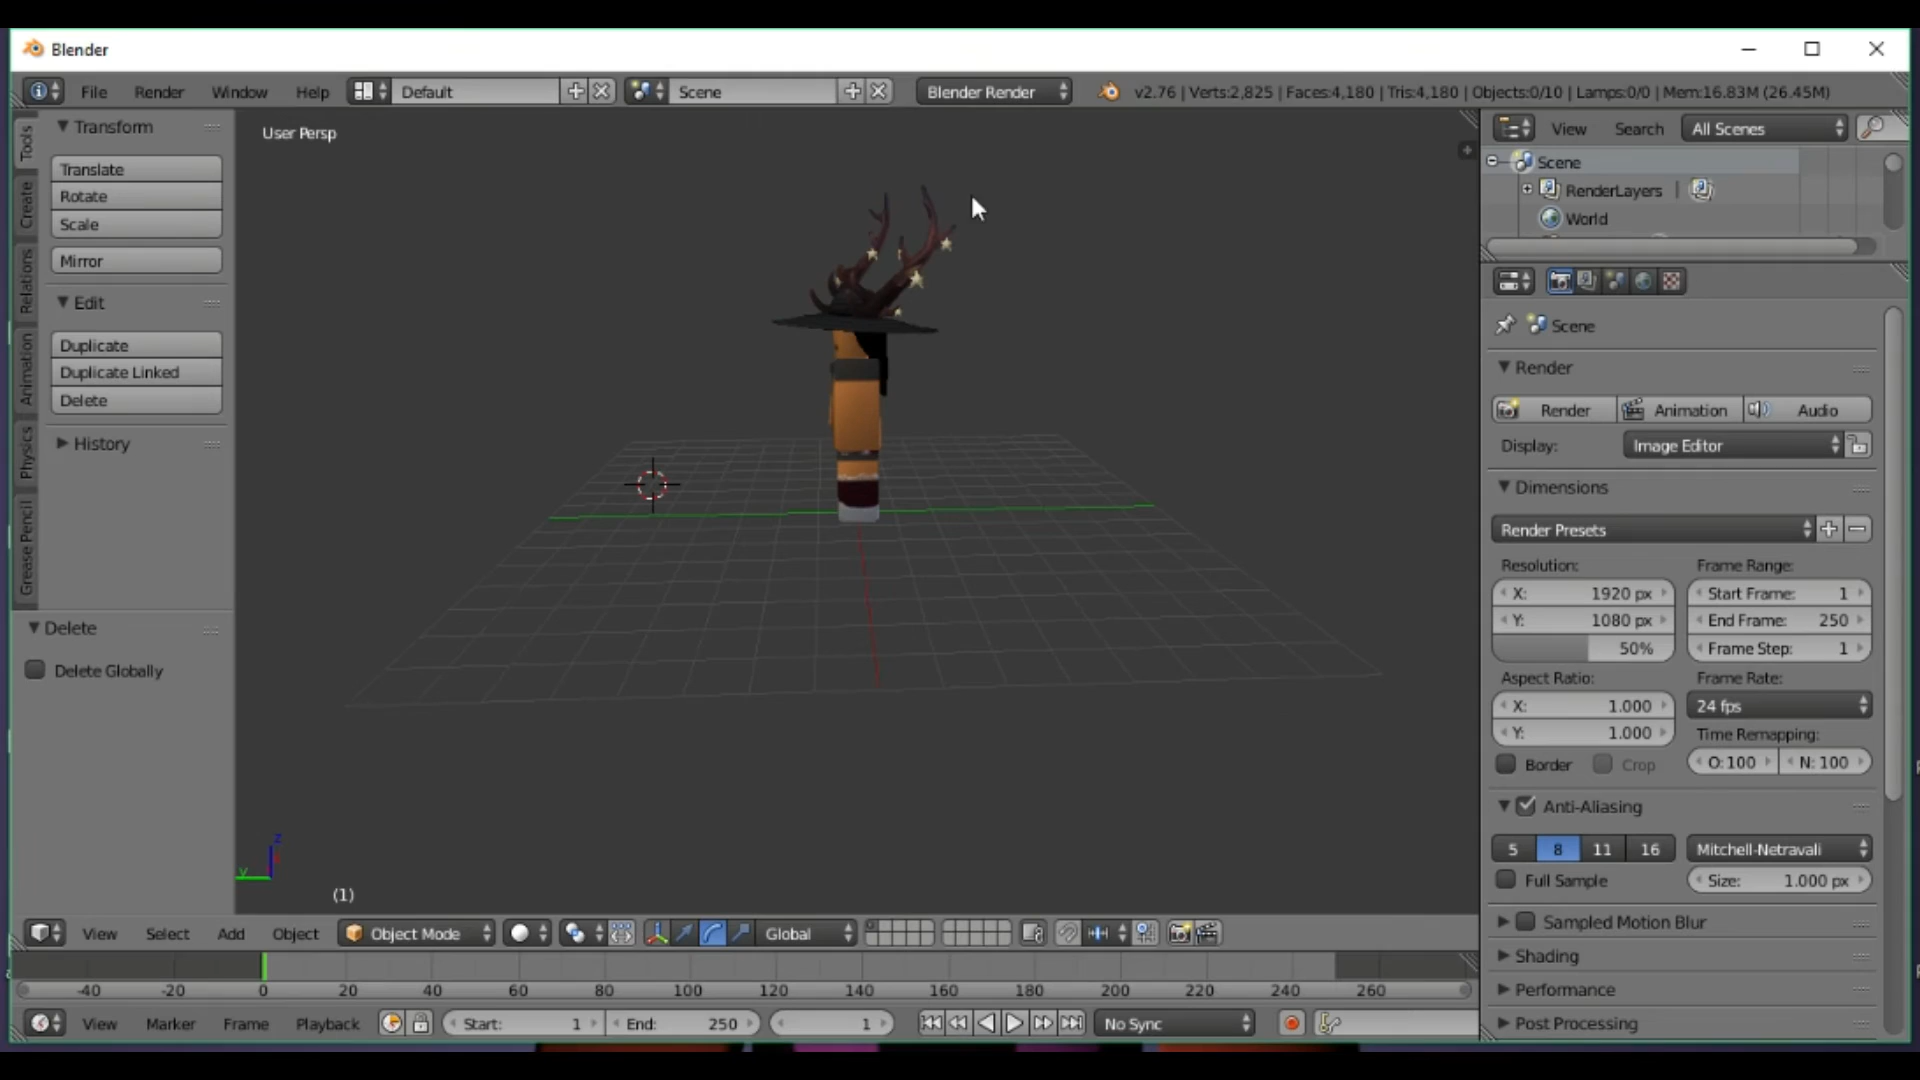 Blender
File Render Window Help Default Scene Blender Render v2.76 | Verts:2,825 | Faces:4,180 | Tris:4,180 | Objects:0/10 | Lamps:0/0 | Mem:16.83M (26.45M)
Tools
Create
Relations
Animation
Physics
Grease Pencil
Transform
Translate
Rotate
Scale
Mirror
Edit
Duplicate
Duplicate Linked
Delete
History
Delete
Delete Globally
User Persp
z
y
(1)
View Select Add Object Object Mode Global
-40 -20 0 20 40 60 80 100 120 140 160 180 200 220 240 260
View Marker Frame Playback Start: 1 End: 250 1 No Sync
View Search All Scenes
Scene
RenderLayers
World
Scene
Render
Render Animation Audio
Display: Image Editor
Dimensions
Render Presets
Resolution: Frame Range:
X: 1920 px Start Frame: 1
Y: 1080 px End Frame: 250
50% Frame Step: 1
Aspect Ratio: Frame Rate:
X: 1.000 24 fps
Y: 1.000 Time Remapping:
Border Crop O:100 N: 100
Anti-Aliasing
5 8 11 16 Mitchell-Netravali
Full Sample Size: 1.000 px
Sampled Motion Blur
Shading
Performance
Post Processing